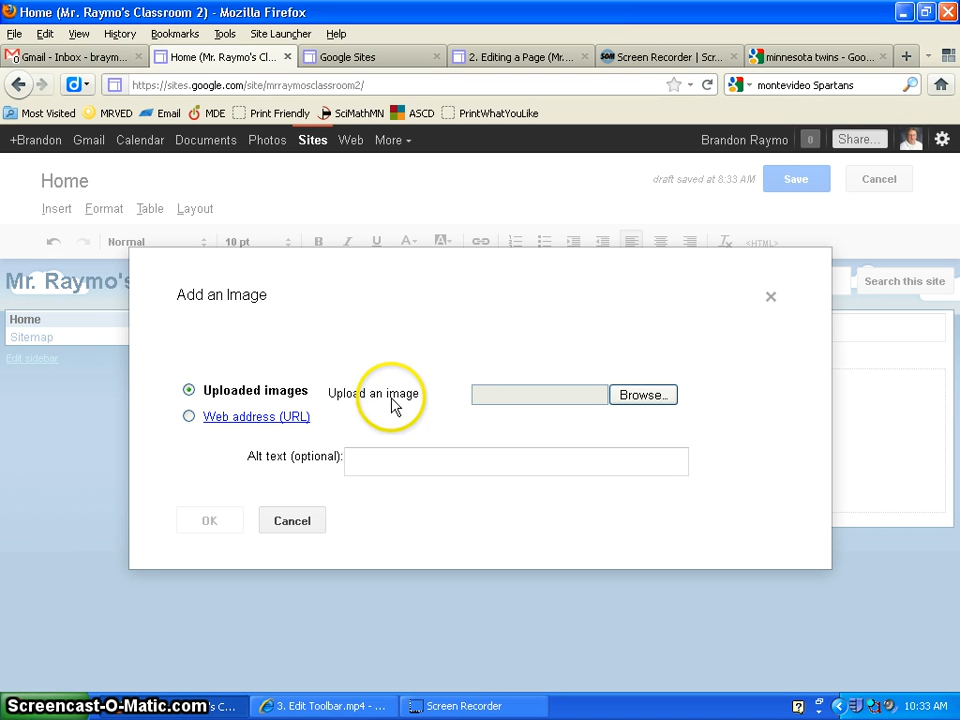 Home (Mr. Raymo's Classroom 2) - Mozilla Firefox
File Edit View History Bookmarks Tools Site Launcher Help
Gmail - Inbox - braym... Home (Mr. Raymo's Cl... Google Sites 2. Editing a Page (Mr.... Screen Recorder | Scr... minnesota twins - Goo...
https://sites.google.com/site/mrraymosclassroom2/ montevideo Spartans
Most Visited MRVED Email MDE Print Friendly SciMathMN ASCD PrintWhatYouLike
+Brandon Gmail Calendar Documents Photos Sites Web More Brandon Raymo 0 Share...
Home draft saved at 8:33 AM Save Cancel
Insert Format Table Layout
Normal 10 pt B I U A A <HTML>
Mr. Raymo's Search this site
Add an Image
Home
Sitemap
Edit sidebar
Uploaded images Upload an image Browse...
Web address (URL)
Alt text (optional):
OK Cancel
Screencast-O-Matic.com 's C... 3. Edit Toolbar.mp4 - ... Screen Recorder 10:33 AM